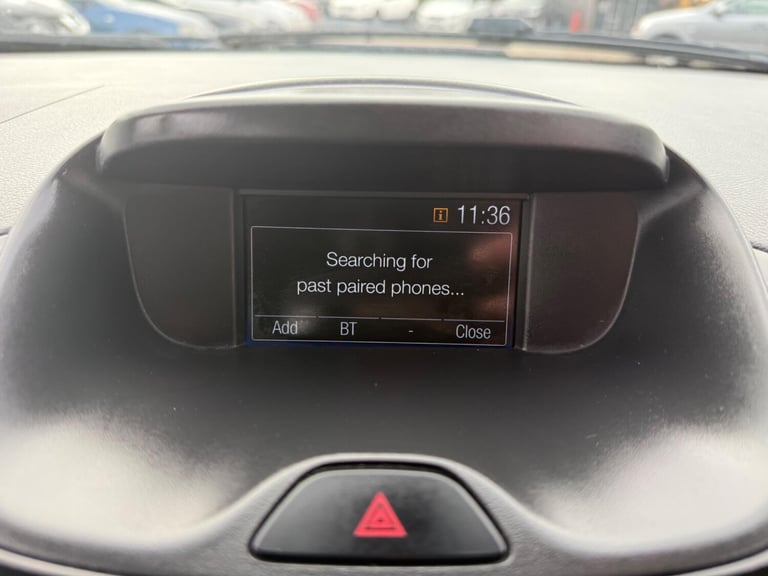 11:36
Searching for
past paired phones...
Add BT - Close